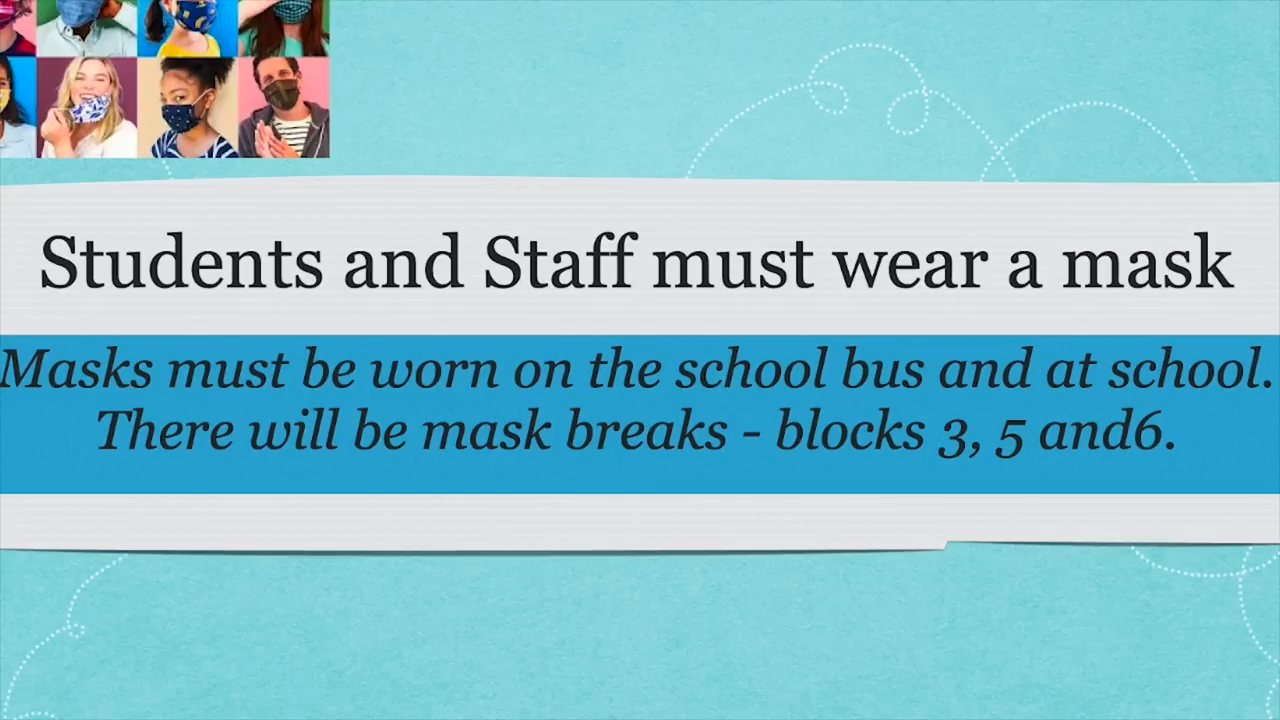 Students and Staff must wear a mask
Masks must be worn on the school bus and at school.
There will be mask breaks - blocks 3, 5 and6.